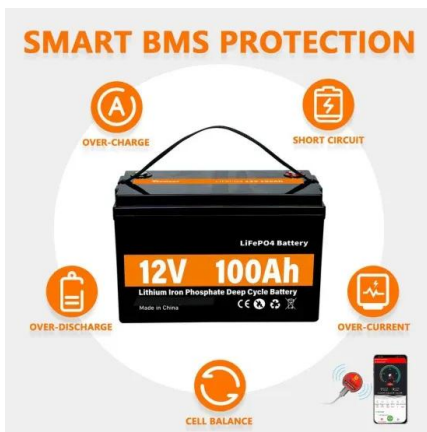 SMART BMS PROTECTION
A
OVER-CHARGE
SHORT CIRCUIT
LiFePO4 Battery
12V 100Ah
Lithium Iron Phosphate Deep Cycle Battery
Made in China
CE
OVER-DISCHARGE
OVER-CURRENT
CELL BALANCE